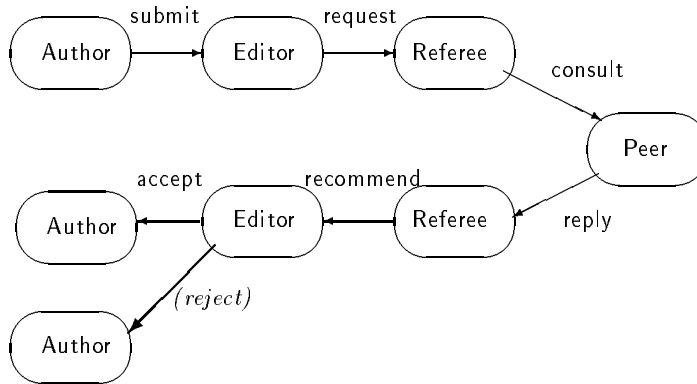 submit
request
Author
Editor
Referee
consult
Peer
accept
recommend
Author
Editor
Referee
reply
(reject)
Author